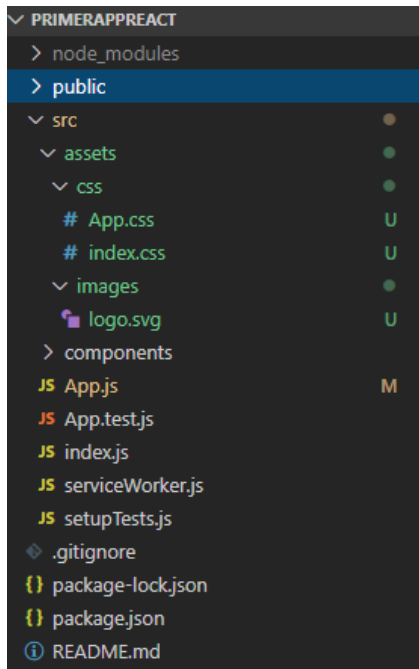 PRIMERAPPREACT
node_modules
public
src
assets
css
# App.css U
# index.css U
images
logo.svg U
components
JS App.js M
JS App.test.js
JS index.js
JS serviceWorker.js
JS setupTests.js
.gitignore
{} package-lock.json
{} package.json
README.md